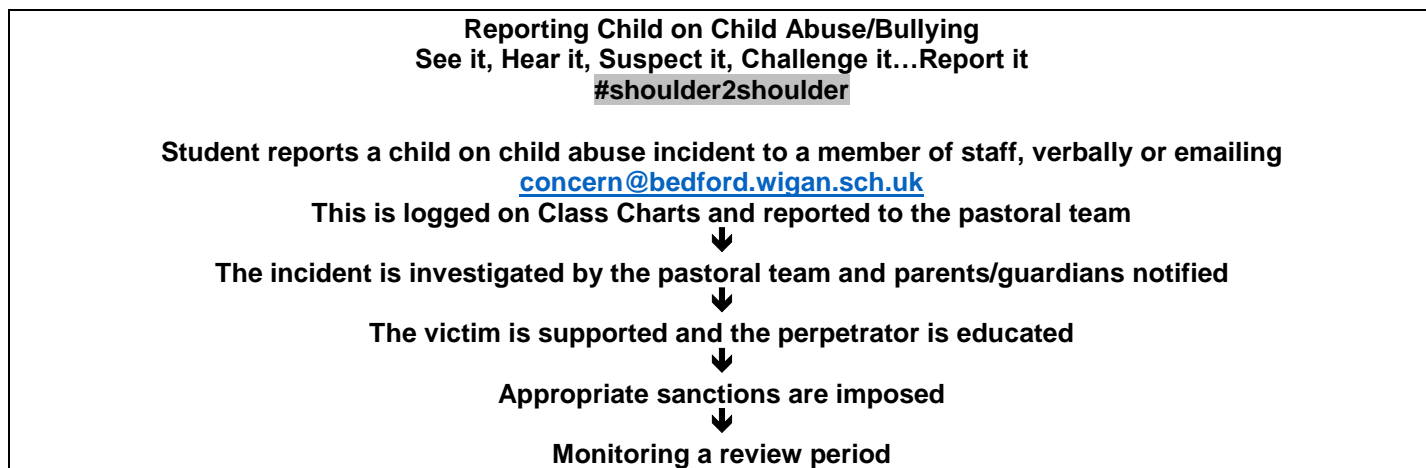 Reporting Child on Child Abuse/Bullying
See it, Hear it, Suspect it, Challenge it…Report it
#shoulder2shoulder
Student reports a child on child abuse incident to a member of staff, verbally or emailing
concern@bedford.wigan.sch.uk
This is logged on Class Charts and reported to the pastoral team
The incident is investigated by the pastoral team and parents/guardians notified
The victim is supported and the perpetrator is educated
Appropriate sanctions are imposed
Monitoring a review period